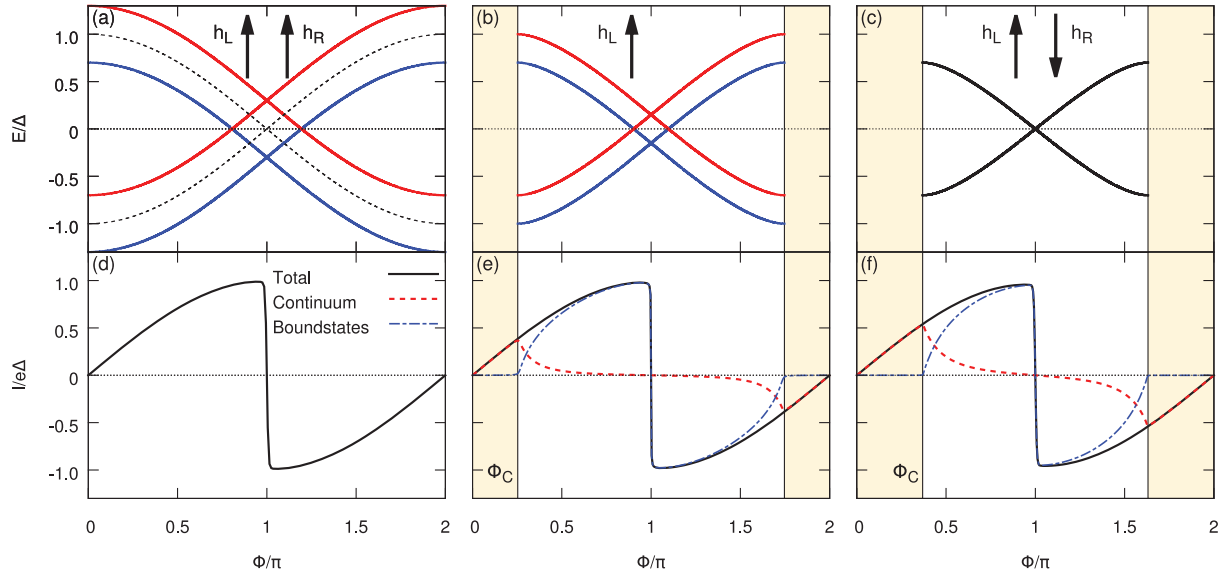 (a) h_L h_R
(b) h_L
(c) h_L h_R
E/Δ
1.0
0.5
0
-0.5
-1.0
(d)
Total
Continuum
Boundstates
(e)
Φ_C
(f)
Φ_C
I/eΔ
1.0
0.5
0
-0.5
-1.0
0 0.5 1 1.5 2
0.5 1 1.5
0 0.5 1 1.5 2
Φ/π
Φ/π
Φ/π